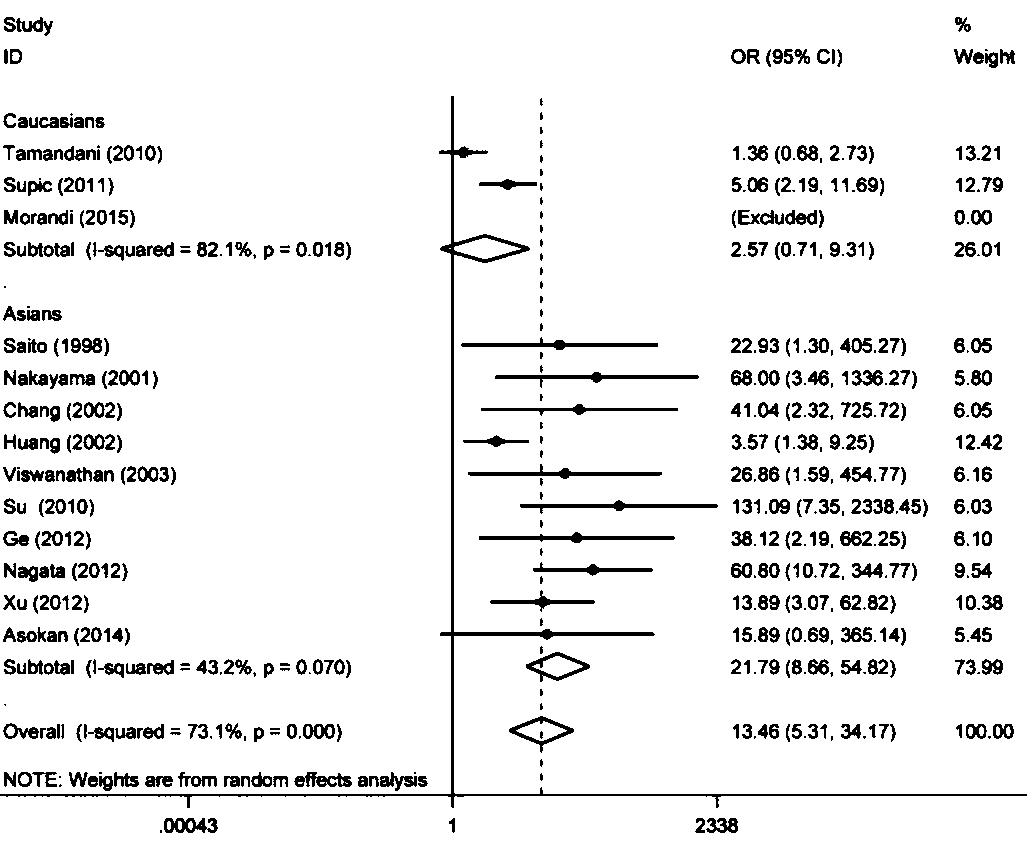 Study %
ID OR (95% CI) Weight
Caucasians
Tamandani (2010) 1.36 (0.68, 2.73) 13.21
Supic (2011) 5.06 (2.19, 11.69) 12.79
Morandi (2015) (Excluded) 0.00
Subtotal (I-squared = 82.1%, p = 0.018) 2.57 (0.71, 9.31) 26.01
.
Asians
Saito (1998) 22.93 (1.30, 405.27) 6.05
Nakayama (2001) 68.00 (3.46, 1336.27) 5.80
Chang (2002) 41.04 (2.32, 725.72) 6.05
Huang (2002) 3.57 (1.38, 9.25) 12.42
Viswanathan (2003) 26.86 (1.59, 454.77) 6.16
Su (2010) 131.09 (7.35, 2338.45) 6.03
Ge (2012) 38.12 (2.19, 662.25) 6.10
Nagata (2012) 60.80 (10.72, 344.77) 9.54
Xu (2012) 13.89 (3.07, 62.82) 10.38
Asokan (2014) 15.89 (0.69, 365.14) 5.45
Subtotal (I-squared = 43.2%, p = 0.070) 21.79 (8.66, 54.82) 73.99
.
Overall (I-squared = 73.1%, p = 0.000) 13.46 (5.31, 34.17) 100.00
NOTE: Weights are from random effects analysis
.00043 1 2338